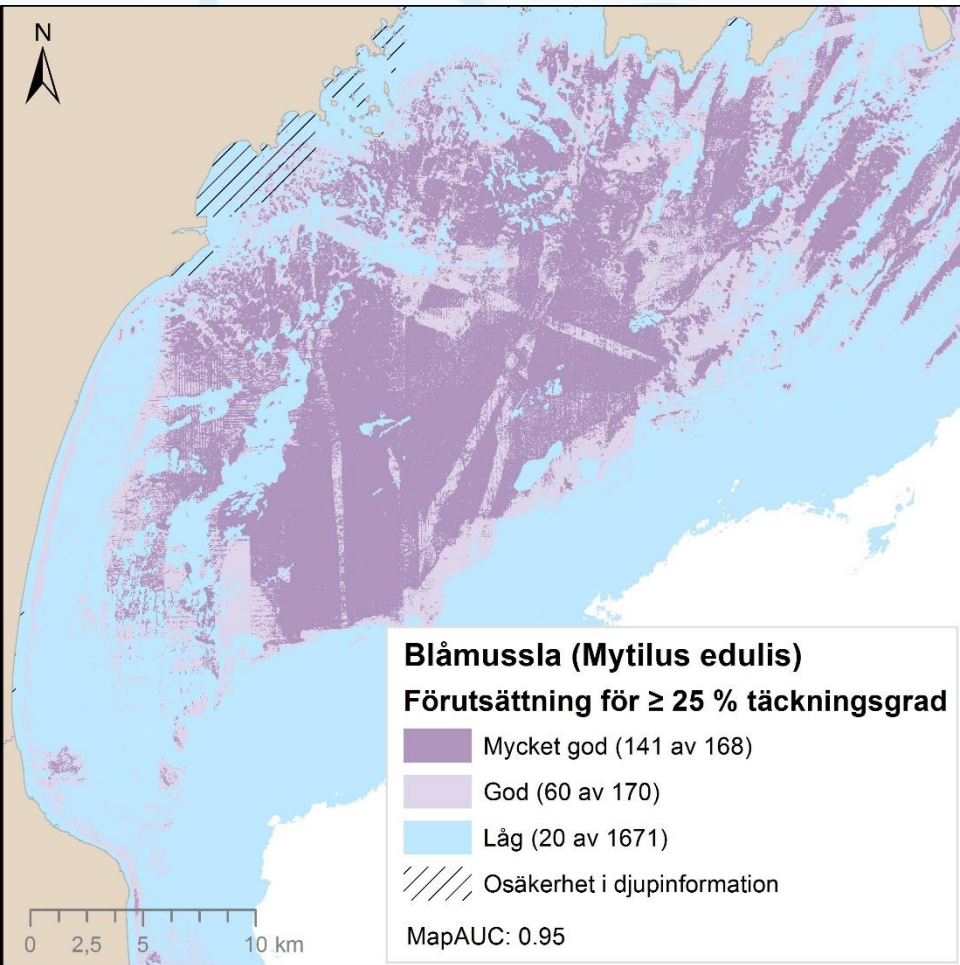 N
Blåmussla (Mytilus edulis)
Förutsättning för ≥ 25 % täckningsgrad
Mycket god (141 av 168)
God (60 av 170)
Låg (20 av 1671)
Osäkerhet i djupinformation
MapAUC: 0.95
0 2,5 5 10 km